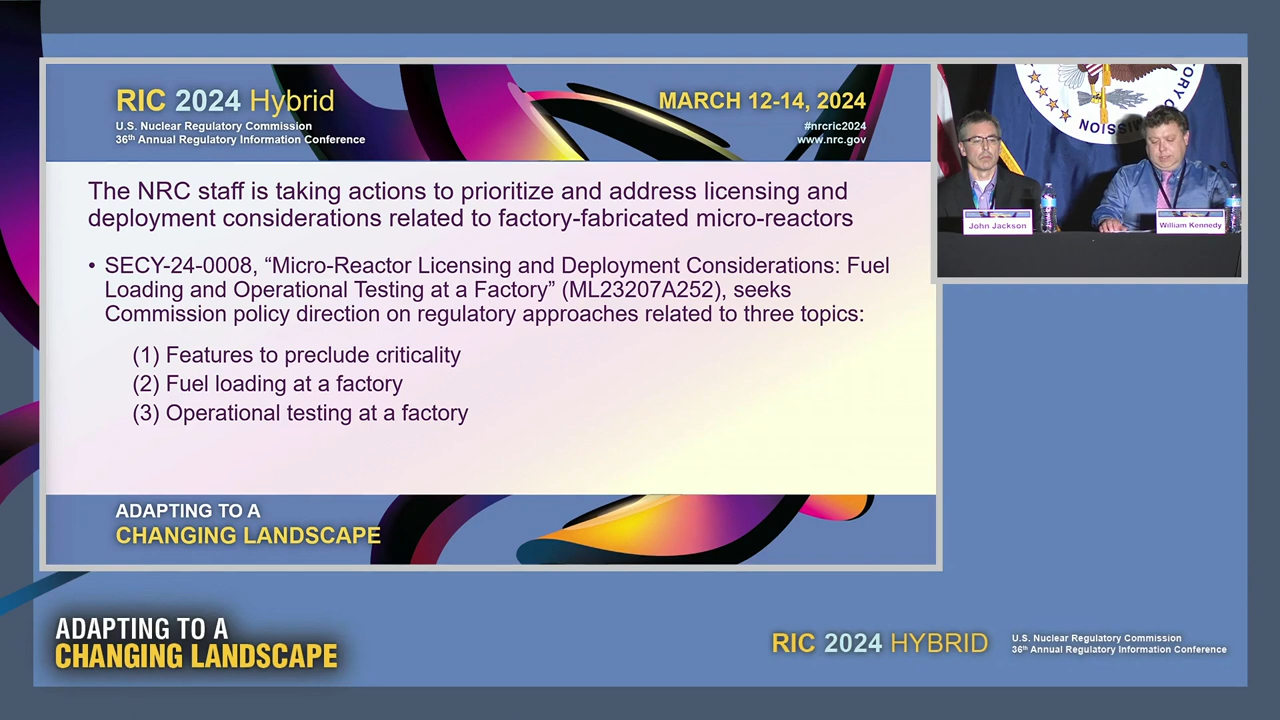 RIC 2024 Hybrid
U.S. Nuclear Regulatory Commission
36th Annual Regulatory Information Conference
MARCH 12-14, 2024
#nrcric2024
www.nrc.gov
The NRC staff is taking actions to prioritize and address licensing and
deployment considerations related to factory-fabricated micro-reactors
• SECY-24-0008, “Micro-Reactor Licensing and Deployment Considerations: Fuel
Loading and Operational Testing at a Factory” (ML23207A252), seeks
Commission policy direction on regulatory approaches related to three topics:
(1) Features to preclude criticality
(2) Fuel loading at a factory
(3) Operational testing at a factory
ADAPTING TO A
CHANGING LANDSCAPE
John Jackson
William Kennedy
ADAPTING TO A
CHANGING LANDSCAPE
RIC 2024 HYBRID
U.S. Nuclear Regulatory Commission
36th Annual Regulatory Information Conference